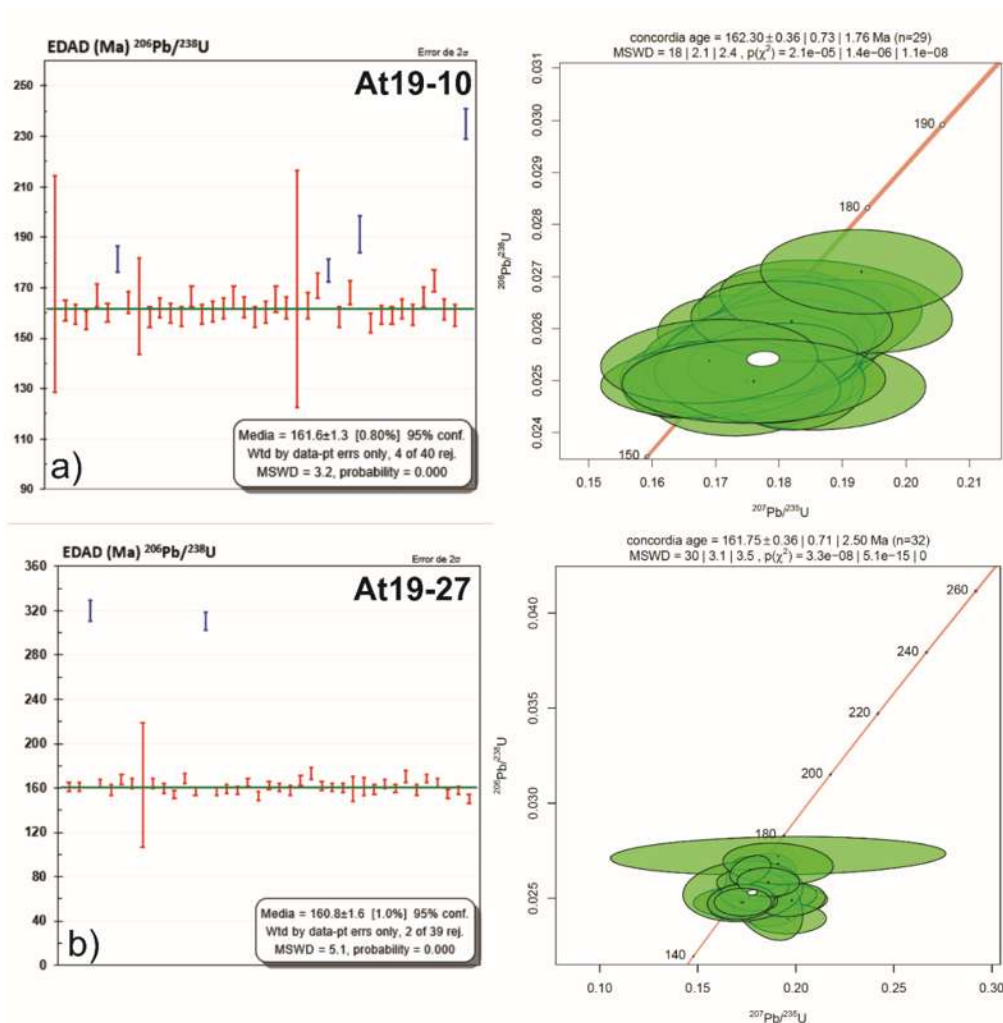 EDAD (Ma) ²⁰⁶Pb/²³⁸U
Error de 2σ
At19-10
250
230
210
190
170
150
130
110
90
a)
Media = 161.6±1.3 [0.80%] 95% conf.
Wtd by data-pt errs only, 4 of 40 rej.
MSWD = 3.2, probability = 0.000
concordia age = 162.30 ± 0.36 | 0.73 | 1.76 Ma (n=29)
MSWD = 18 | 2.1 | 2.4 , p(χ²) = 2.1e−05 | 1.4e−06 | 1.1e−08
²⁰⁶Pb/²³⁸U
0.031
0.030
0.029
0.028
0.027
0.026
0.025
0.024
190
180
150
0.15 0.16 0.17 0.18 0.19 0.20 0.21
²⁰⁷Pb/²³⁵U
EDAD (Ma) ²⁰⁶Pb/²³⁸U
Error de 2σ
At19-27
360
320
280
240
200
160
120
80
40
0
b)
Media = 160.8±1.6 [1.0%] 95% conf.
Wtd by data-pt errs only, 2 of 39 rej.
MSWD = 5.1, probability = 0.000
concordia age = 161.75 ± 0.36 | 0.71 | 2.50 Ma (n=32)
MSWD = 30 | 3.1 | 3.5 , p(χ²) = 3.3e−08 | 5.1e−15 | 0
²⁰⁶Pb/²³⁸U
0.040
0.035
0.030
0.025
260
240
220
200
180
140
0.10 0.15 0.20 0.25 0.30
²⁰⁷Pb/²³⁵U